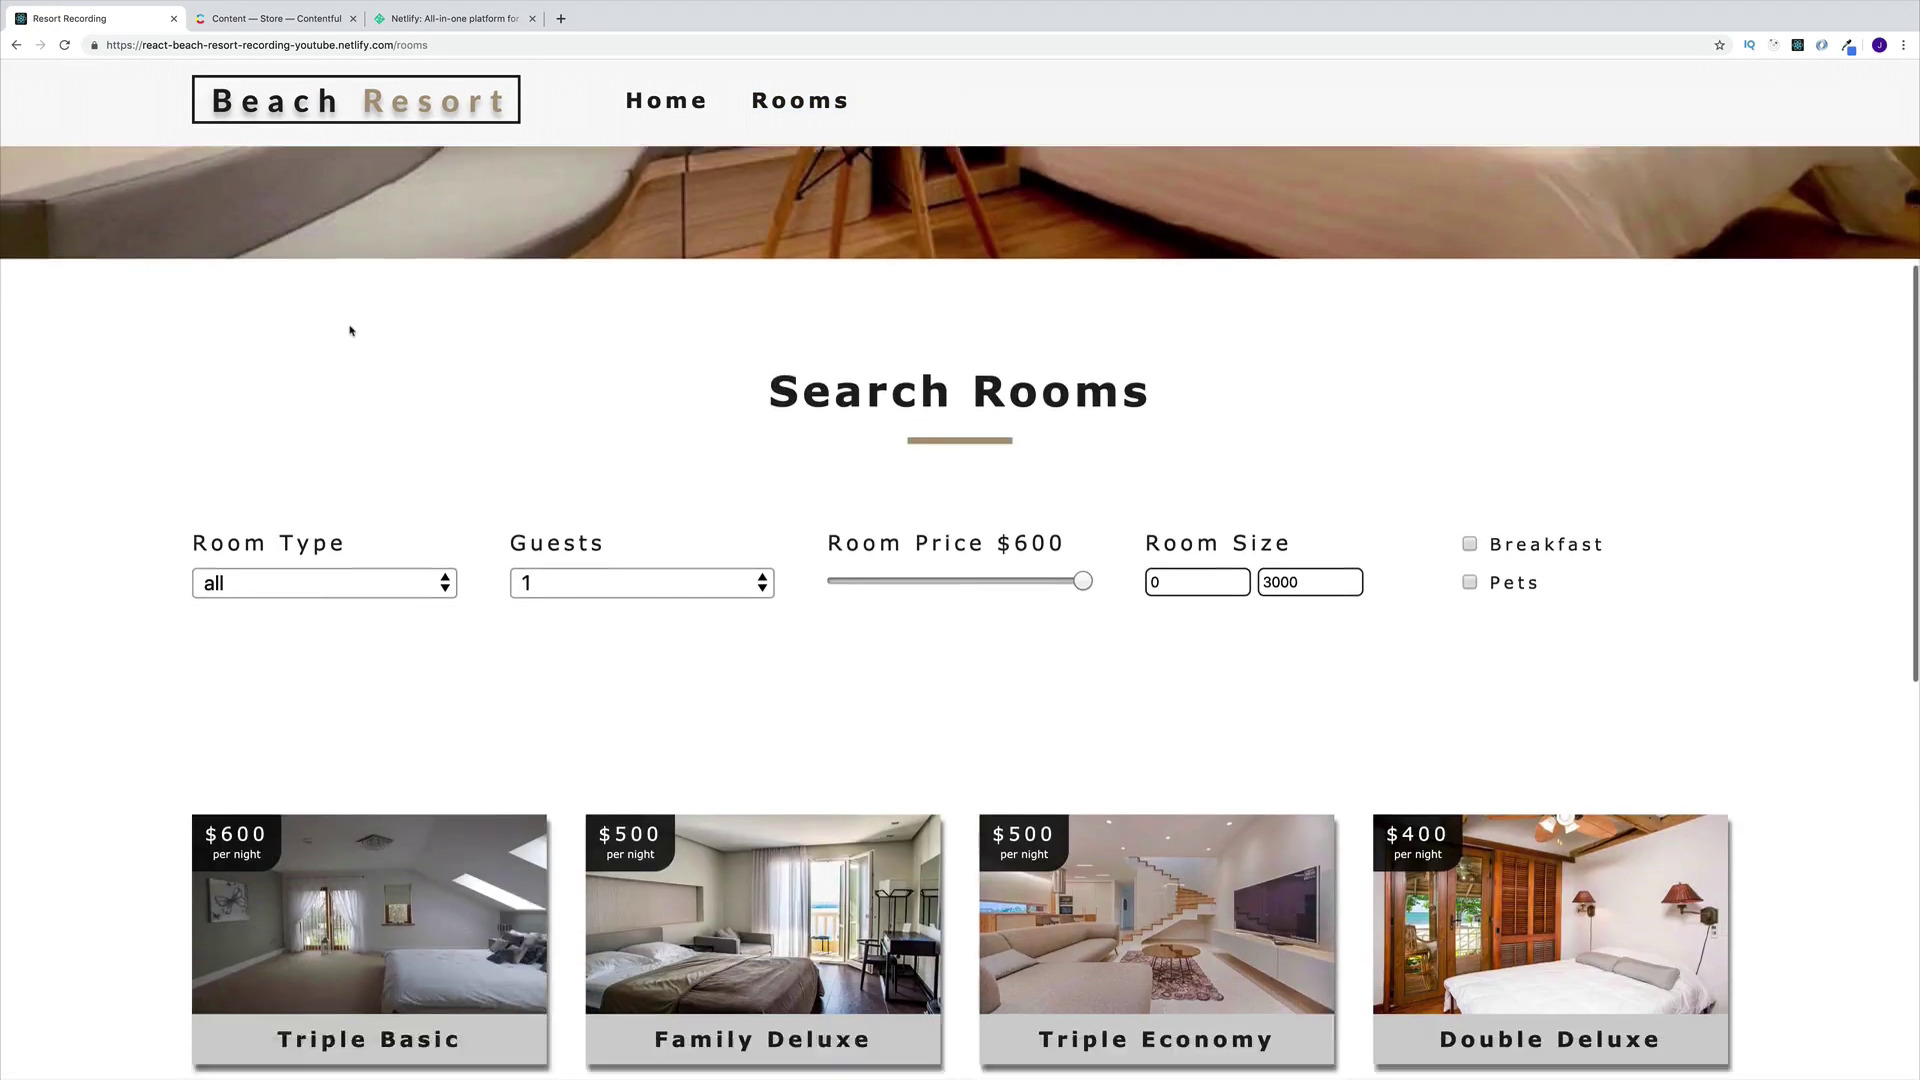 Resort Recording
Content — Store — Contentful
Netlify: All-in-one platform for
https://react-beach-resort-recording-youtube.netlify.com/rooms
IQ
J
Beach Resort
Home
Rooms
Search Rooms
Room Type
Guests
Room Price $600
Room Size
Breakfast
all
1
0
3000
Pets
$600
per night
$500
per night
$500
per night
$400
per night
Triple Basic
Family Deluxe
Triple Economy
Double Deluxe